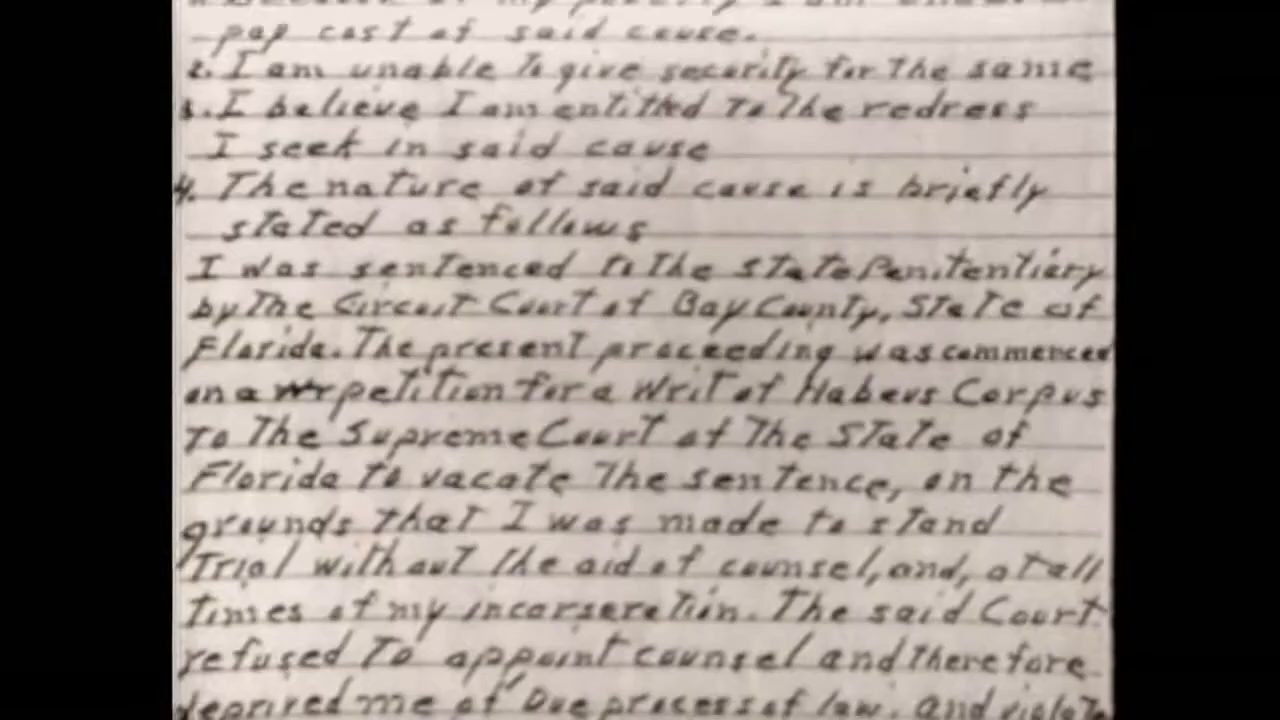 pay cost of said cause.
2. I am unable to give security for the same
3. I believe I am entitled to the redress
I seek in said cause
4. The nature of said cause is briefly
stated as follows
I was sentenced to the State Penitentiery
by the Circuit Court of Bay County, State of
Florida. The present proceeding was commenced
on a petition for a Writ of Habeus Corpus
To The Supreme Court of The State of
Florida to vacate The sentence, on the
grounds that I was made to stand
Trial without the aid of counsel, and, at all
times of my incarseretion. The said Court
refused To appoint counsel and therefore
deprived me of Due process of law. and violate